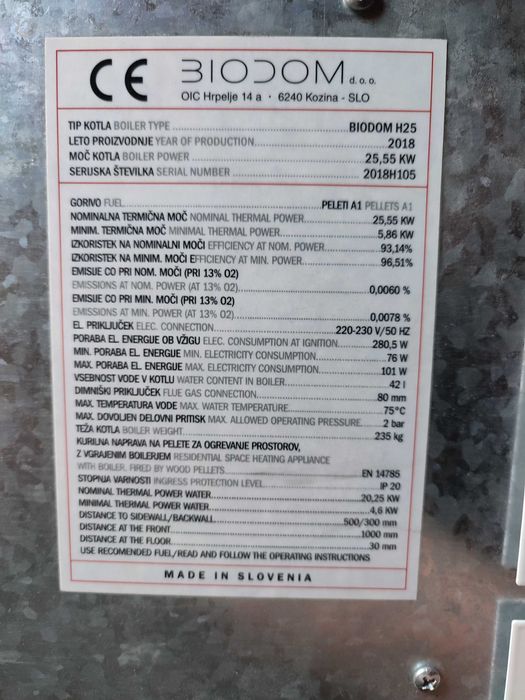 CE BIODOM d. o. o.
OIC Hrpelje 14 a • 6240 Kozina - SLO
TIP KOTLA BOILER TYPE BIODOM H25
LETO PROIZVODNJE YEAR OF PRODUCTION 2018
MOČ KOTLA BOILER POWER 25,55 KW
SERIJSKA ŠTEVILKA SERIAL NUMBER 2018H105
GORIVO FUEL PELETI A1 PELLETS A1
NOMINALNA TERMIČNA MOČ NOMINAL THERMAL POWER 25,55 KW
MINIM. TERMIČNA MOČ MINIMAL THERMAL POWER 5,86 KW
IZKORISTEK NA NOMINALNI MOČI EFFICIENCY AT NOM. POWER 93,14%
IZKORISTEK NA MINIM. MOČI EFFICIENCY AT MIN. POWER 96,51%
EMISIJE CO PRI NOM. MOČI (PRI 13% O2)
EMISSIONS AT NOM. POWER (AT 13% O2) 0,0060 %
EMISIJE CO PRI MIN. MOČI (PRI 13% O2)
EMISSIONS AT MIN. POWER (AT 13% O2) 0,0078 %
EL. PRIKLJUČEK ELEC. CONNECTION 220-230 V/50 HZ
PORABA EL. ENERGIJE OB VŽIGU ELEC. CONSUMPTION AT IGNITION 280,5 W
MIN. PORABA EL. ENERGIJE MIN. ELECTRICITY CONSUMPTION 76 W
MAX. PORABA EL. ENERGIJE MAX. ELECTRICITY CONSUMPTION 101 W
VSEBNOST VODE V KOTLU WATER CONTENT IN BOILER 42 l
DIMNIŠKI PRIKLJUČEK FLUE GAS CONNECTION 80 mm
MAX. TEMPERATURA VODE MAX. WATER TEMPERATURE 75°C
MAX. DOVOLJEN DELOVNI PRITISK MAX. ALLOWED OPERATING PRESSURE 2 bar
TEŽA KOTLA BOILER WEIGHT 235 kg
KURILNA NAPRAVA NA PELETE ZA OGREVANJE PROSTOROV,
Z VGRAJENIM BOILERJEM RESIDENTIAL SPACE HEATING APPLIANCE
WITH BOILER, FIRED BY WOOD PELLETS EN 14785
STOPNJA VARNOSTI INGRESS PROTECTION LEVEL IP 20
NOMINAL THERMAL POWER WATER 20,25 KW
MINIMAL THERMAL POWER WATER 4,6 KW
DISTANCE TO SIDEWALL/BACKWALL 500/300 mm
DISTANCE AT THE FRONT 1000 mm
DISTANCE AT THE FLOOR 30 mm
USE RECOMENDED FUEL/READ AND FOLLOW THE OPERATING INSTRUCTIONS
MADE IN SLOVENIA